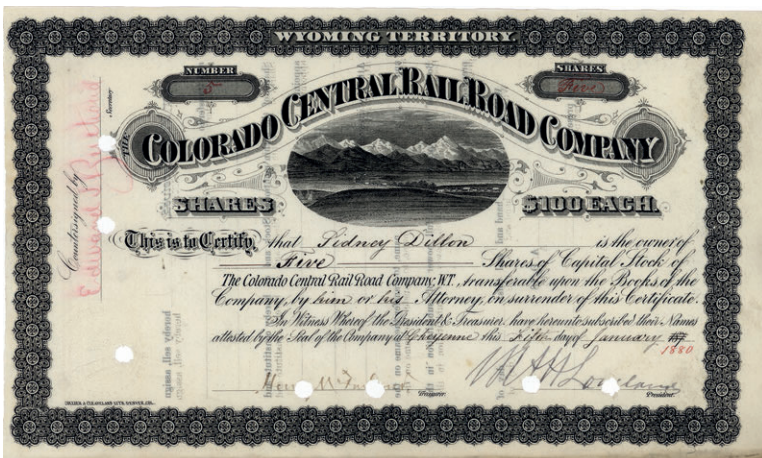 WYOMING TERRITORY.
NUMBER
5
SHARES
Five
THE
COLORADO CENTRAL RAIL ROAD COMPANY
SHARES
$100 EACH.
This is to Certify, that Sidney Dillon is the owner of
Five Shares of Capital Stock of
The Colorado Central Rail Road Company, W.T., transferable upon the Books of the
Company, by him or his Attorney, on surrender of this Certificate.
In Witness Whereof, the President & Treasurer, have hereunto subscribed their Names
attested by the Seal of the Company at Cheyenne this Fifth day of January 187
1880
Treasurer.
W A H Loveland
President.
Countersigned by
Secretary.